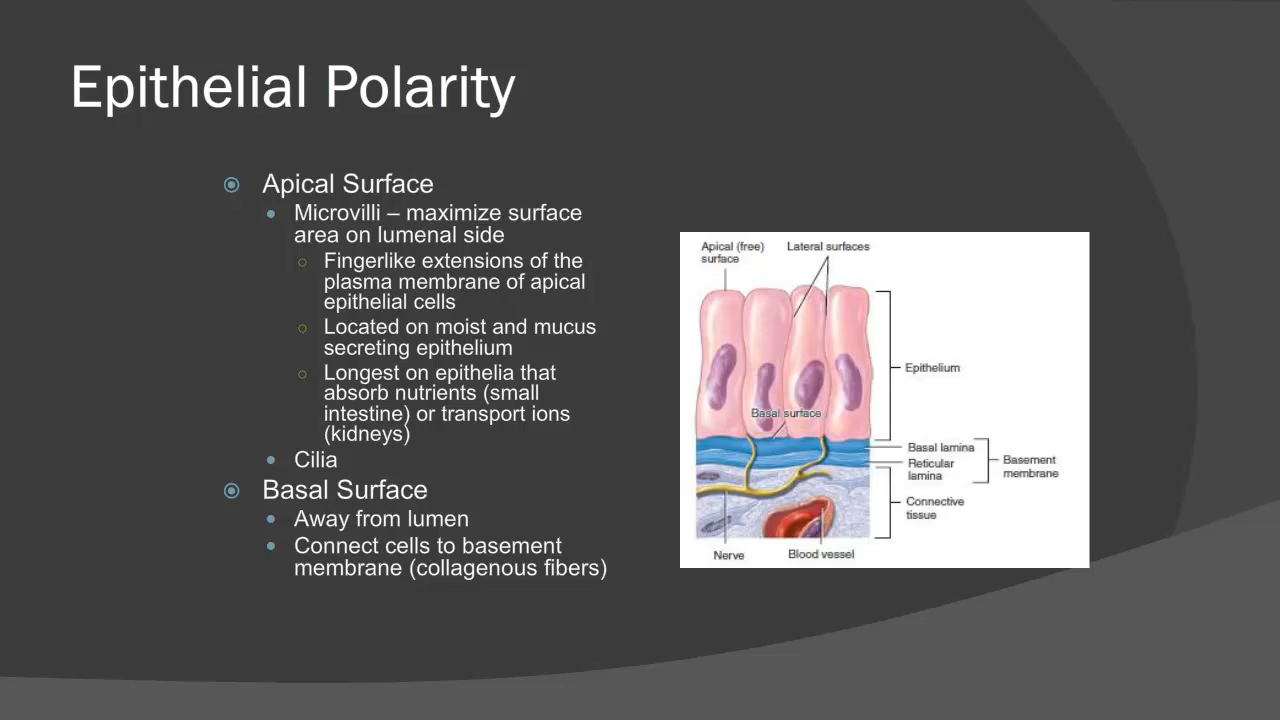 Epithelial Polarity
Apical Surface
Microvilli – maximize surface
area on lumenal side
Fingerlike extensions of the
plasma membrane of apical
epithelial cells
Located on moist and mucus
secreting epithelium
Longest on epithelia that
absorb nutrients (small
intestine) or transport ions
(kidneys)
Cilia
Basal Surface
Away from lumen
Connect cells to basement
membrane (collagenous fibers)
Apical (free)
surface
Lateral surfaces
Epithelium
Basal surface
Basal lamina
Reticular
lamina
Basement
membrane
Connective
tissue
Nerve
Blood vessel